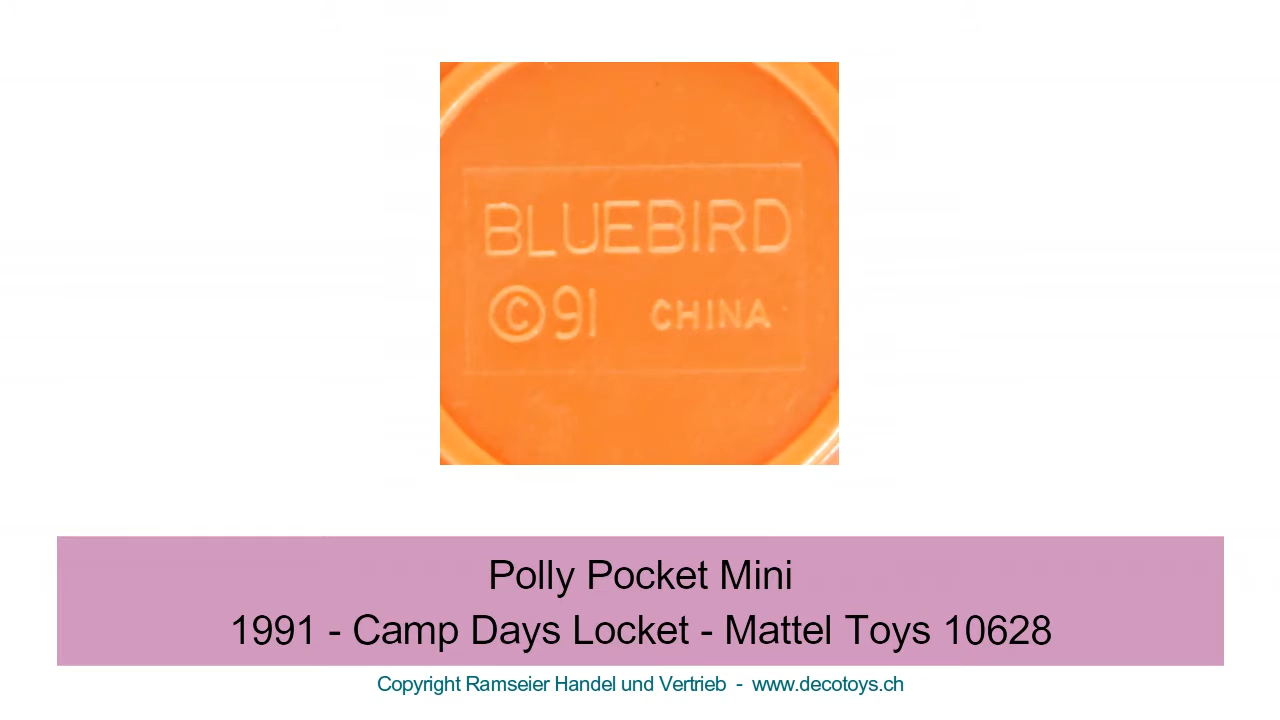 BLUEBIRD
©91 CHINA
Polly Pocket Mini
1991 - Camp Days Locket - Mattel Toys 10628
Copyright Ramseier Handel und Vertrieb - www.decotoys.ch